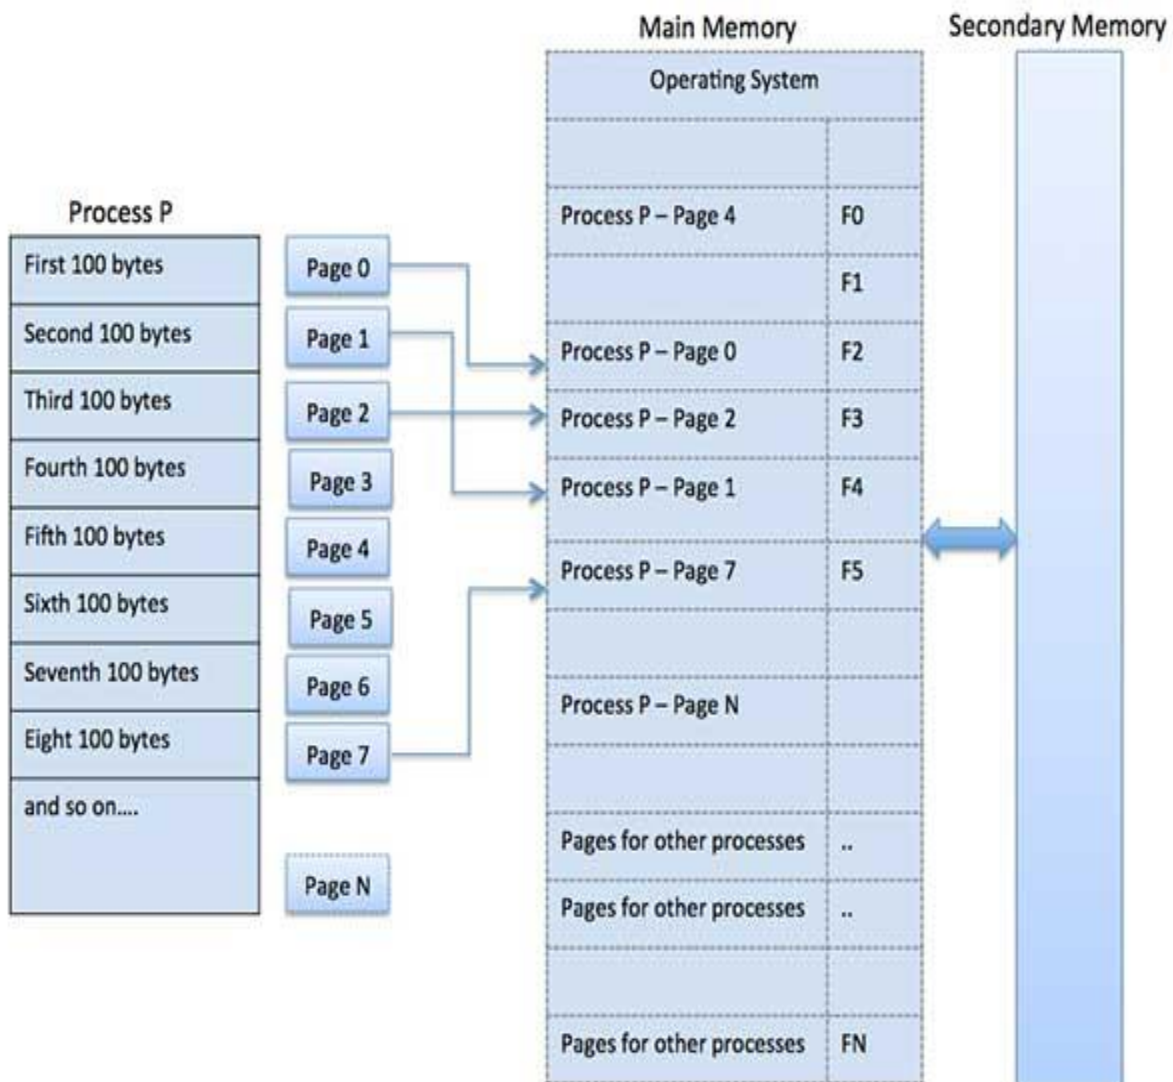 Main Memory
Secondary Memory
Operating System
Process P
First 100 bytes
Second 100 bytes
Third 100 bytes
Fourth 100 bytes
Fifth 100 bytes
Sixth 100 bytes
Seventh 100 bytes
Eight 100 bytes
and so on....
Page 0
Page 1
Page 2
Page 3
Page 4
Page 5
Page 6
Page 7
Page N
Process P – Page 4 F0
F1
Process P – Page 0 F2
Process P – Page 2 F3
Process P – Page 1 F4
Process P – Page 7 F5
Process P – Page N
Pages for other processes ..
Pages for other processes ..
Pages for other processes FN